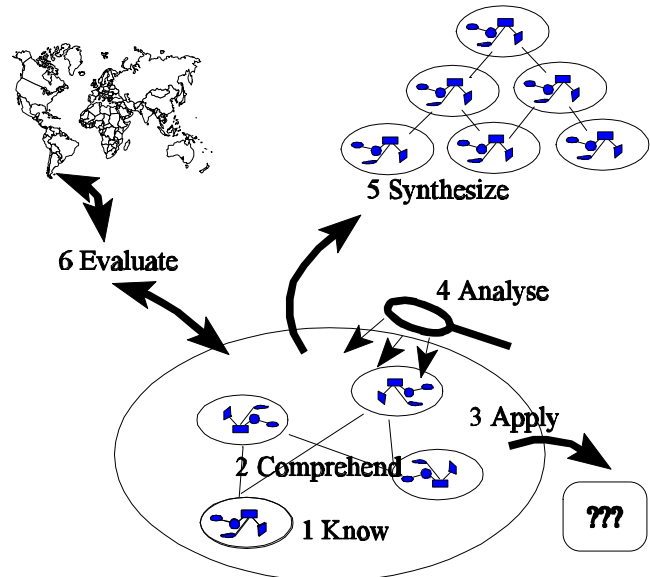 5 Synthesize
6 Evaluate
4 Analyse
3 Apply
2 Comprehend
???
1 Know